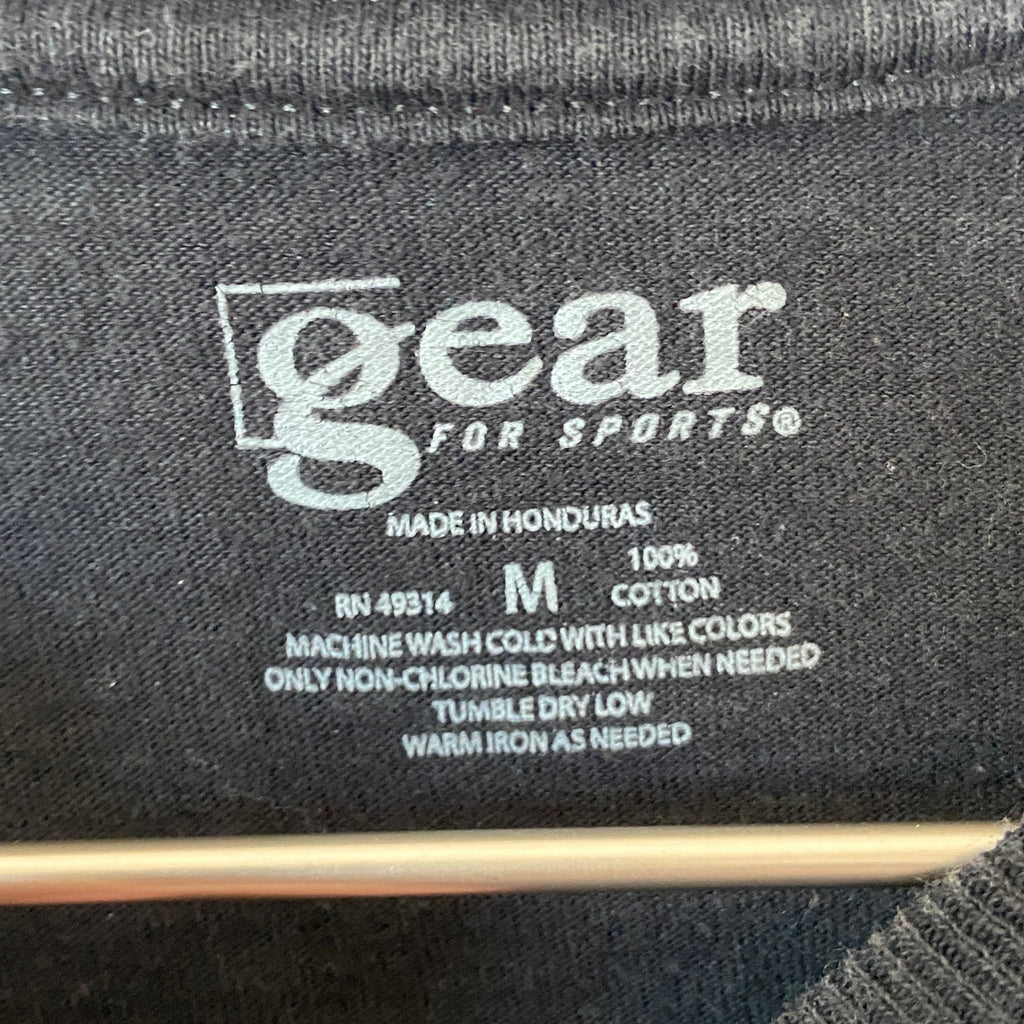 gear
FOR SPORTS®
MADE IN HONDURAS
RN 49314 M 100% COTTON
MACHINE WASH COLD WITH LIKE COLORS
ONLY NON-CHLORINE BLEACH WHEN NEEDED
TUMBLE DRY LOW
WARM IRON AS NEEDED